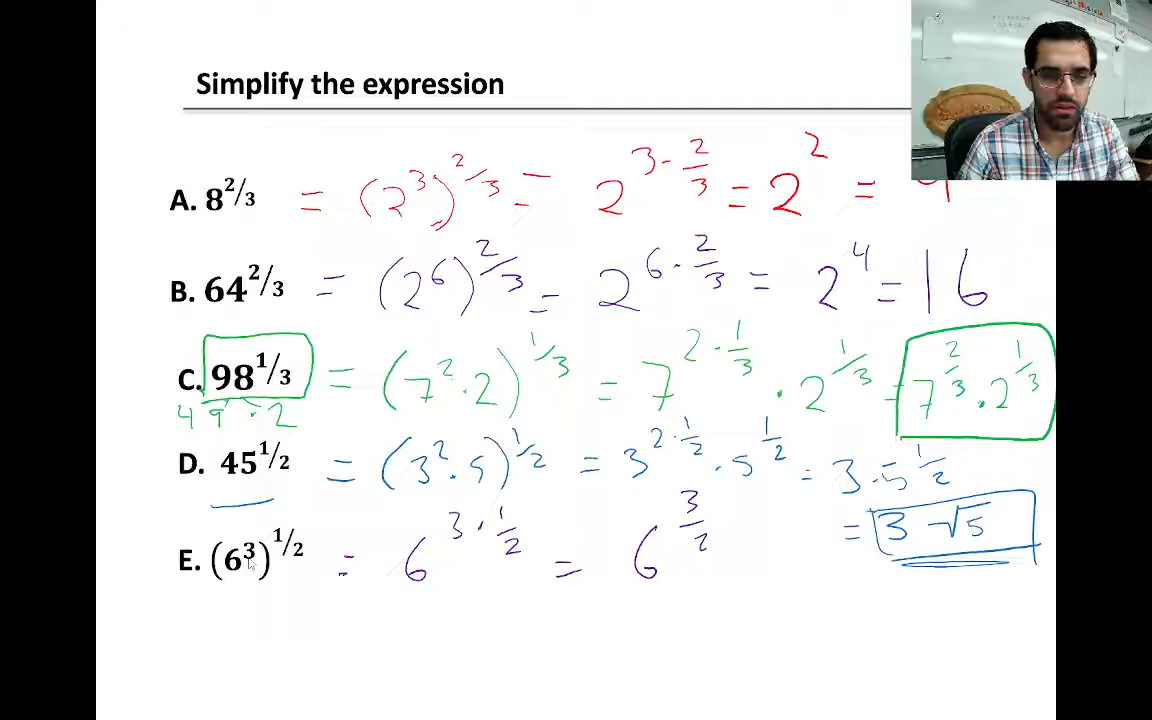 Simplify the expression
A. 8^{2/3} = (2^3)^{2/3} = 2^{3 · 2/3} = 2^2 = 4
B. 64^{2/3} = (2^6)^{2/3} = 2^{6 · 2/3} = 2^4 = 16
C. 98^{1/3} = (7^2 · 2)^{1/3} = 7^{2 · 1/3} · 2^{1/3} = 7^{2/3} · 2^{1/3}
49 · 2
D. 45^{1/2} = (3^2 · 5)^{1/2} = 3^{2 · 1/2} · 5^{1/2} = 3 · 5^{1/2}
= 3 √5
E. (6^3)^{1/2} = 6^{3 · 1/2} = 6^{3/2}